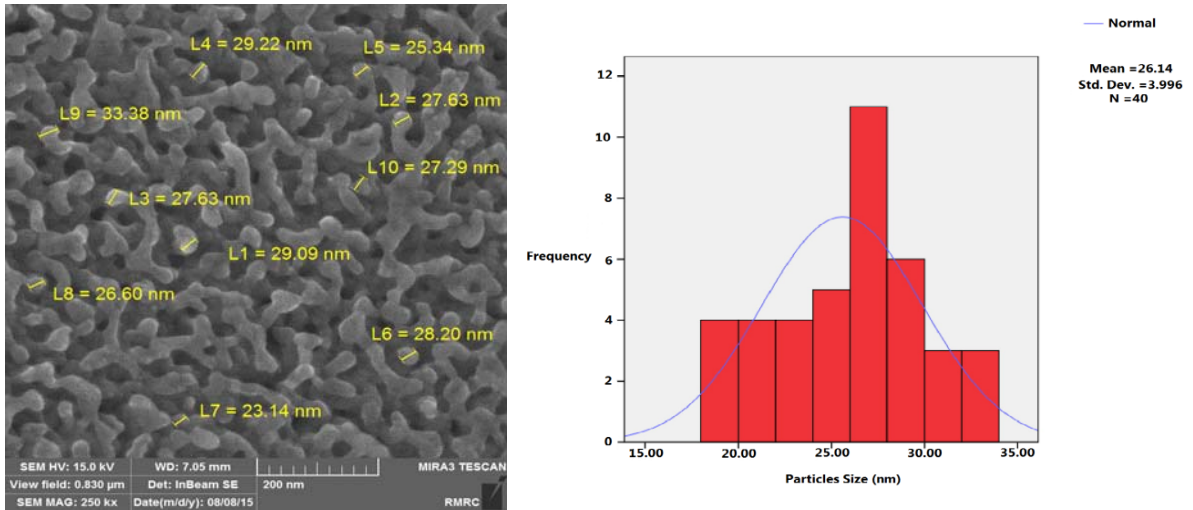 L4 = 29.22 nm
L5 = 25.34 nm
L2 = 27.63 nm
L9 = 33.38 nm
L10 = 27.29 nm
L3 = 27.63 nm
L1 = 29.09 nm
L8 = 26.60 nm
L6 = 28.20 nm
L7 = 23.14 nm
SEM HV: 15.0 kV WD: 7.05 mm MIRA3 TESCAN
View field: 0.830 µm Det: InBeam SE 200 nm
SEM MAG: 250 kx Date(m/d/y): 08/08/15 RMRC
Normal
Mean =26.14
Std. Dev. =3.996
N =40
12
10
8
6
4
2
0
Frequency
15.00 20.00 25.00 30.00 35.00
Particles Size (nm)